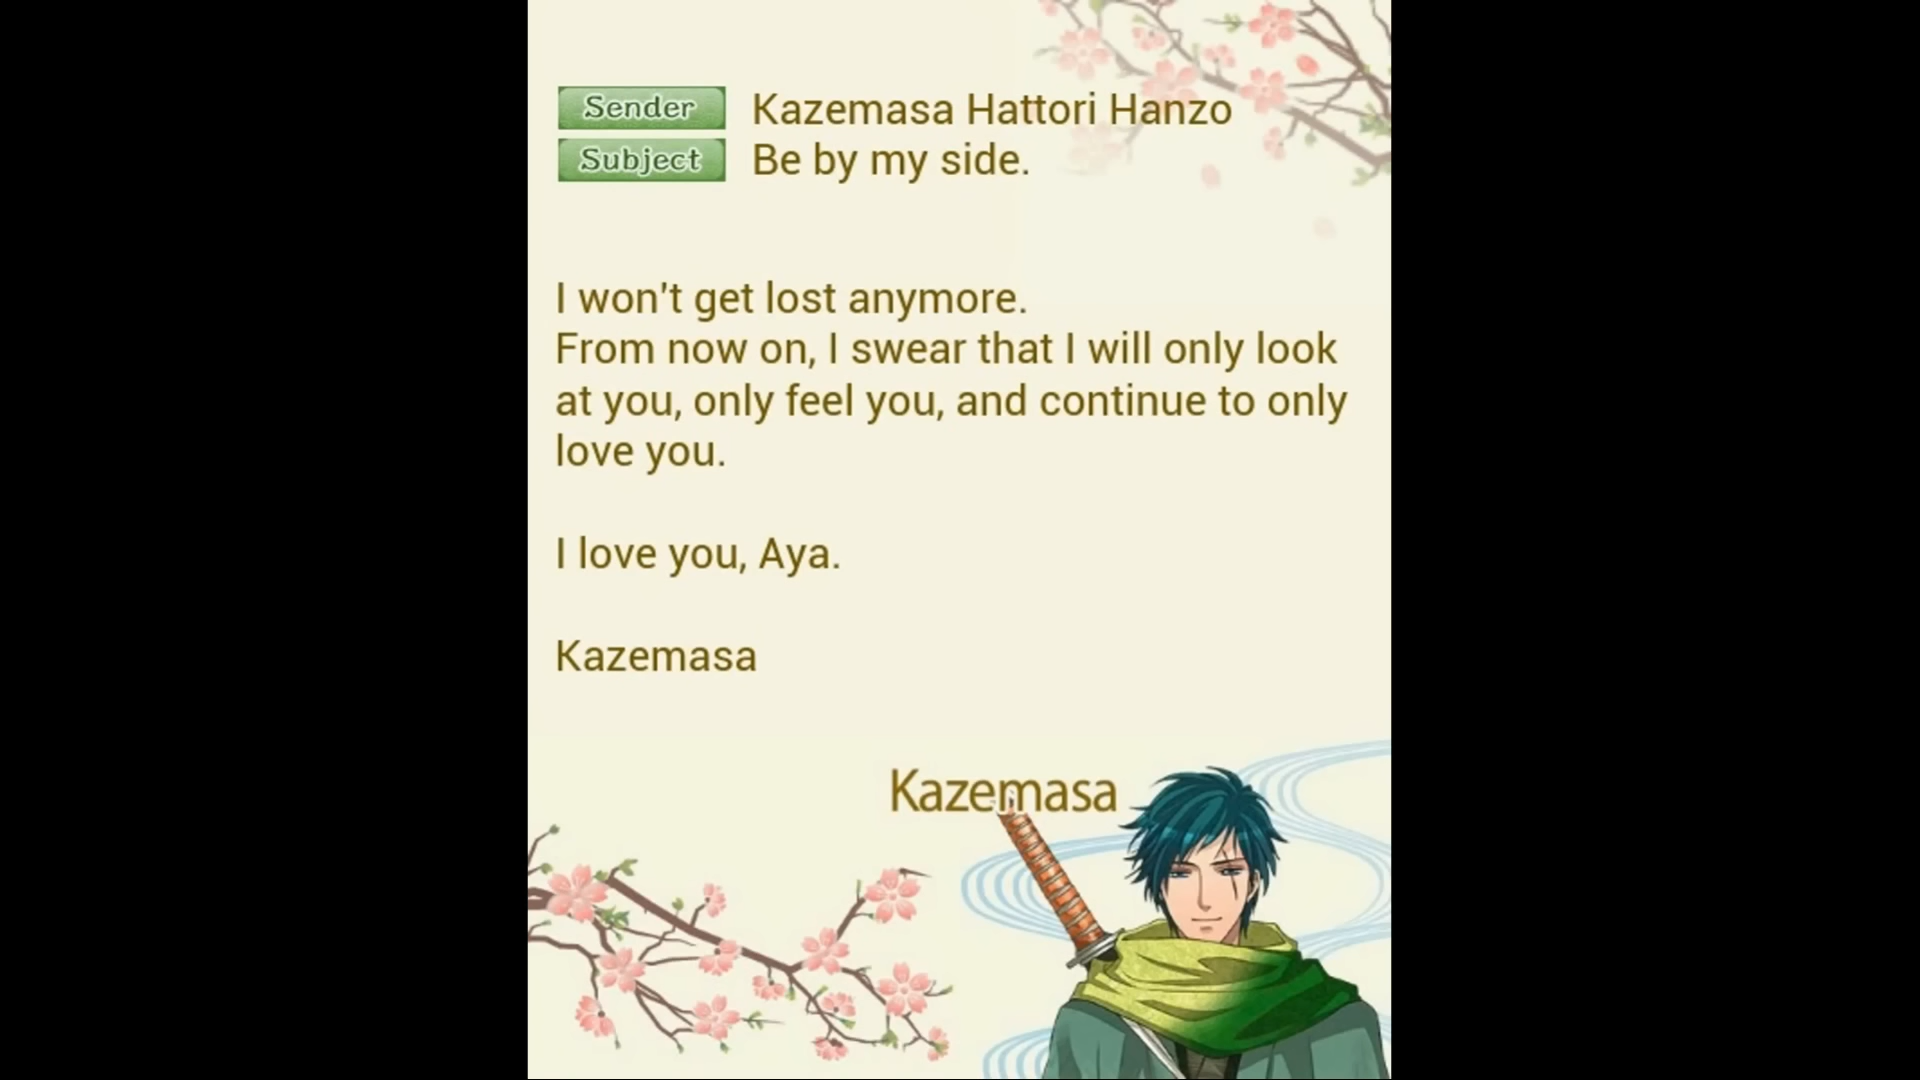 Sender Kazemasa Hattori Hanzo
Subject Be by my side.
I won't get lost anymore.
From now on, I swear that I will only look
at you, only feel you, and continue to only
love you.
I love you, Aya.
Kazemasa
Kazemasa